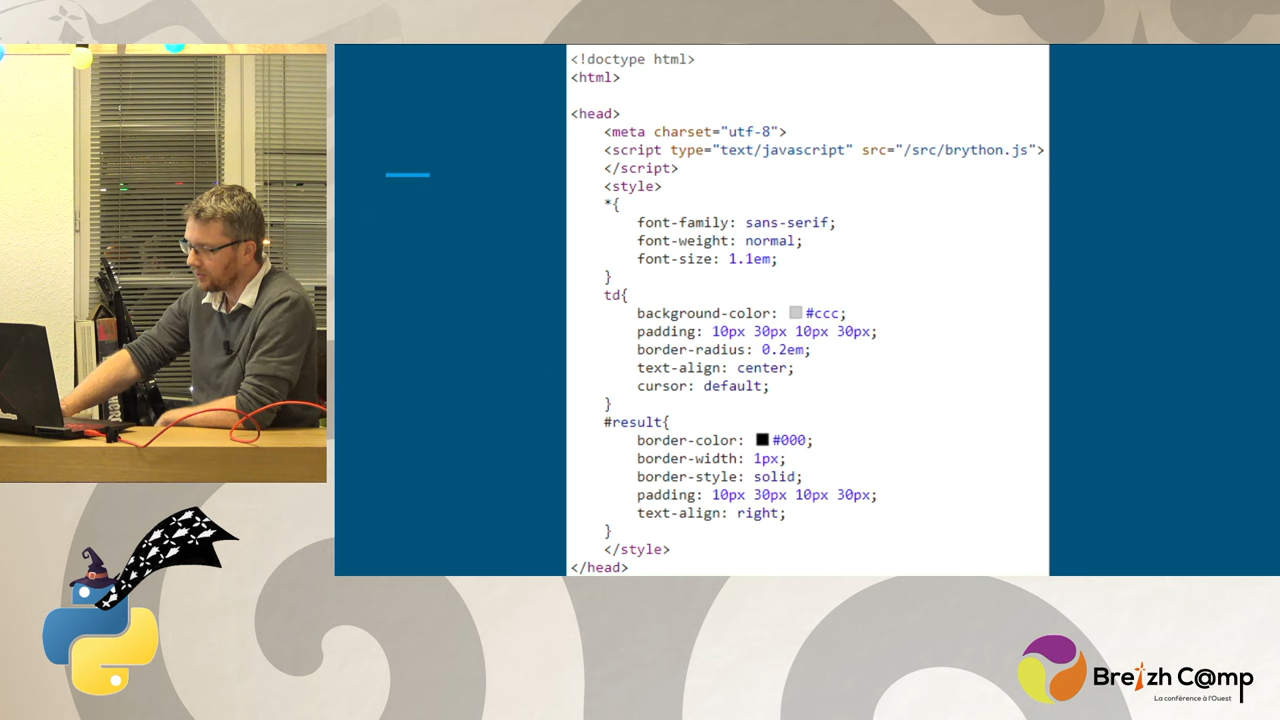 <!doctype html>
<html>
<head>
<meta charset="utf-8">
<script type="text/javascript" src="/src/brython.js">
</script>
<style>
*{
font-family: sans-serif;
font-weight: normal;
font-size: 1.1em;
}
td{
background-color: #ccc;
padding: 10px 30px 10px 30px;
border-radius: 0.2em;
text-align: center;
cursor: default;
}
#result{
border-color: #000;
border-width: 1px;
border-style: solid;
padding: 10px 30px 10px 30px;
text-align: right;
}
</style>
</head>
Breizh C@mp
La conférence à l'Ouest